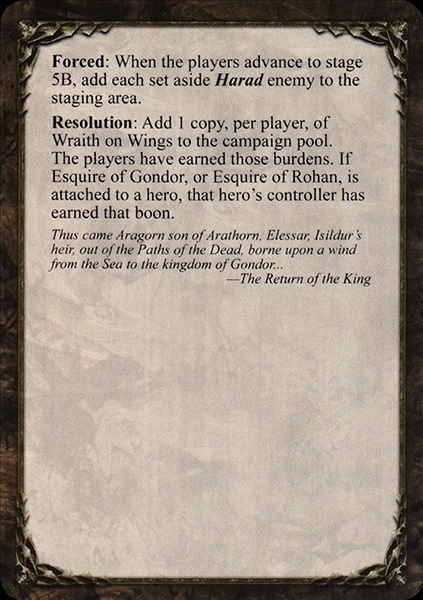 Forced: When the players advance to stage
5B, add each set aside Harad enemy to the
staging area.
Resolution: Add 1 copy, per player, of
Wraith on Wings to the campaign pool.
The players have earned those burdens. If
Esquire of Gondor, or Esquire of Rohan, is
attached to a hero, that hero's controller has
earned that boon.
Thus came Aragorn son of Arathorn, Elessar, Isildur's
heir, out of the Paths of the Dead, borne upon a wind
from the Sea to the kingdom of Gondor...
—The Return of the King